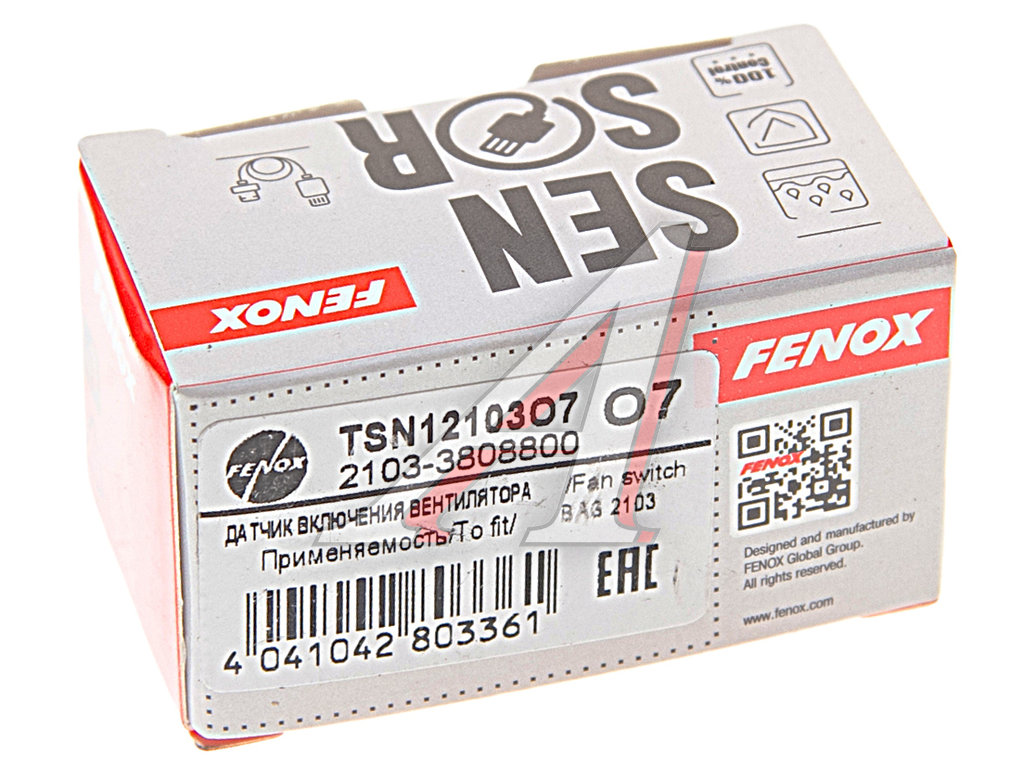 100%
Control
SEN
SOR
FENOX
FENOX
FENOX
TSN12103O7 O7
2103-3808800
ДАТЧИК ВКЛЮЧЕНИЯ ВЕНТИЛЯТОРА /Fan switch
Применяемость/To fit/ ВАЗ 2103
4 041042 803361
EAC
FENOX
Designed and manufactured by
FENOX Global Group.
All rights reserved.
www.fenox.com